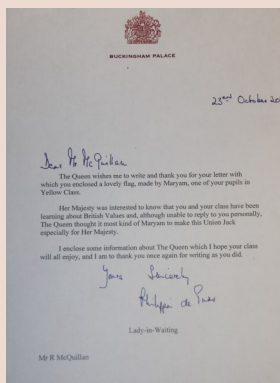 BUCKINGHAM PALACE
23rd October 20
Dear Mr McQuillan
The Queen wishes me to write and thank you for your letter with
which you enclosed a lovely flag, made by Maryam, one of your pupils in
Yellow Class.
Her Majesty was interested to know that you and your class have been
learning about British Values and, although unable to reply to you personally,
The Queen thought it most kind of Maryam to make this Union Jack
especially for Her Majesty.
I enclose some information about The Queen which I hope your class
will all enjoy, and I am to thank you once again for writing as you did.
Yours Sincerely
Philippa de
Lady-in-Waiting
Mr R McQuillan